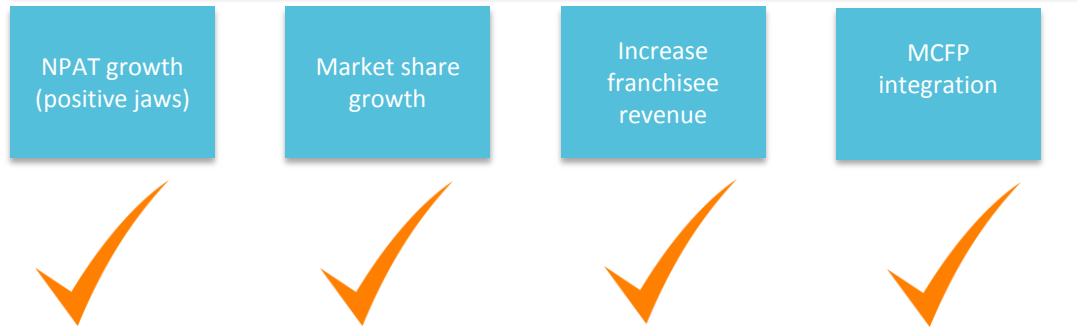 NPAT growth
(positive jaws)
Market share
growth
Increase
franchisee
revenue
MCFP
integration